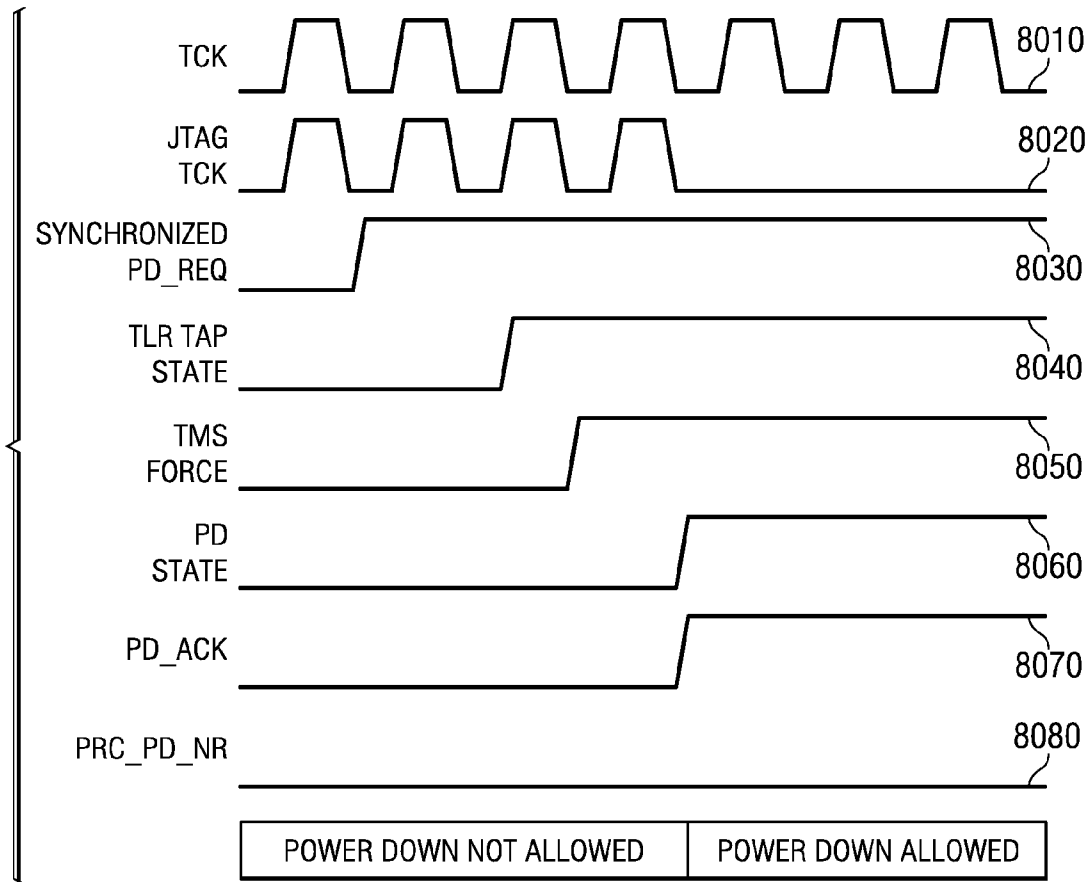 TCK
8010
JTAG
TCK
8020
SYNCHRONIZED
PD_REQ
8030
TLR TAP
STATE
8040
TMS
FORCE
8050
PD
STATE
8060
PD_ACK
8070
PRC_PD_NR
8080
POWER DOWN NOT ALLOWED
POWER DOWN ALLOWED